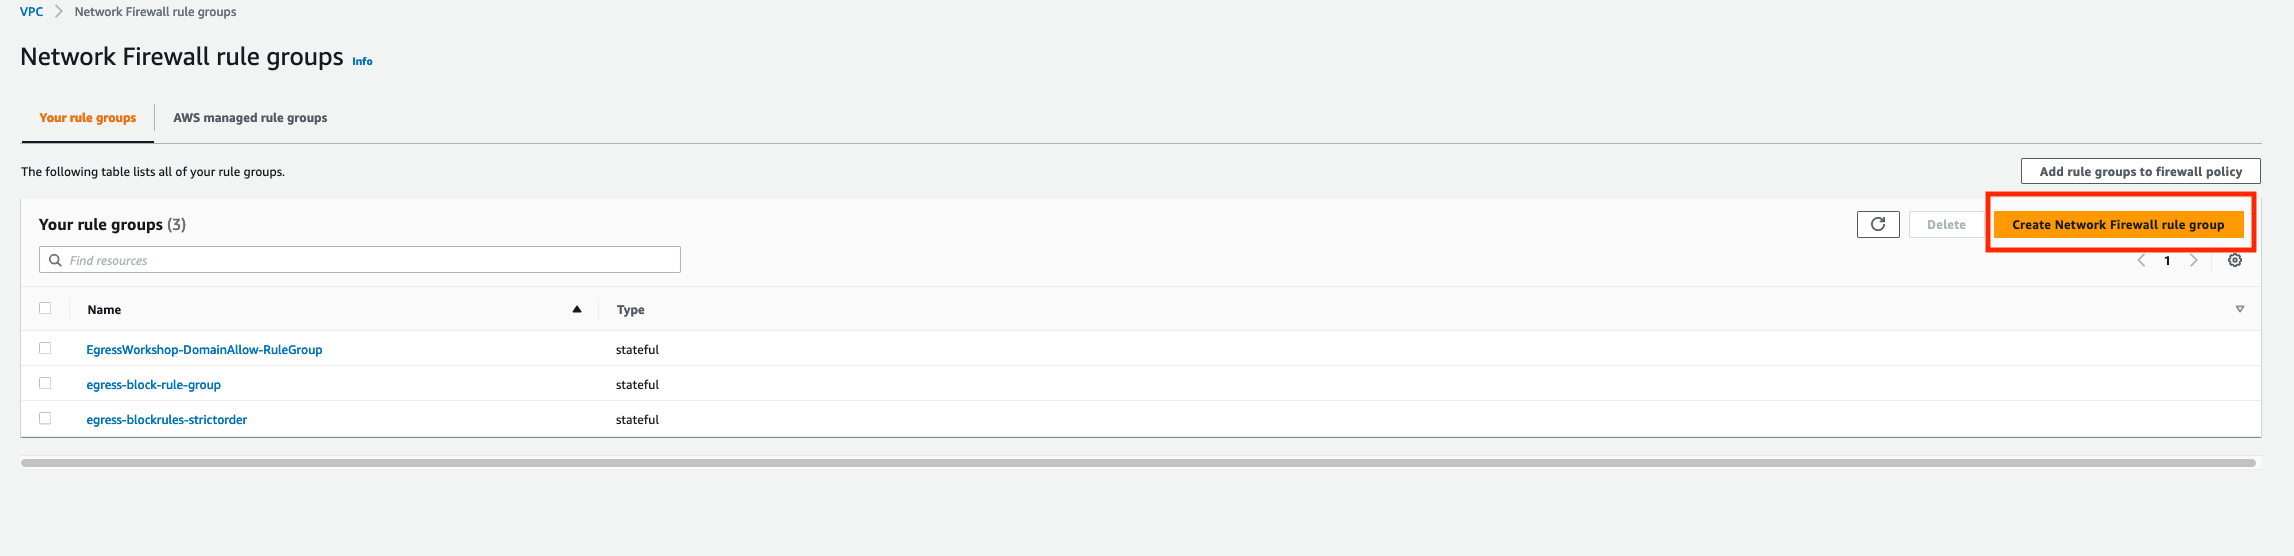 VPC > Network Firewall rule groups
Network Firewall rule groups Info
Your rule groups AWS managed rule groups
The following table lists all of your rule groups. Add rule groups to firewall policy
Your rule groups (3) Delete Create Network Firewall rule group
Find resources 1
Name Type
EgressWorkshop-DomainAllow-RuleGroup stateful
egress-block-rule-group stateful
egress-blockrules-strictorder stateful